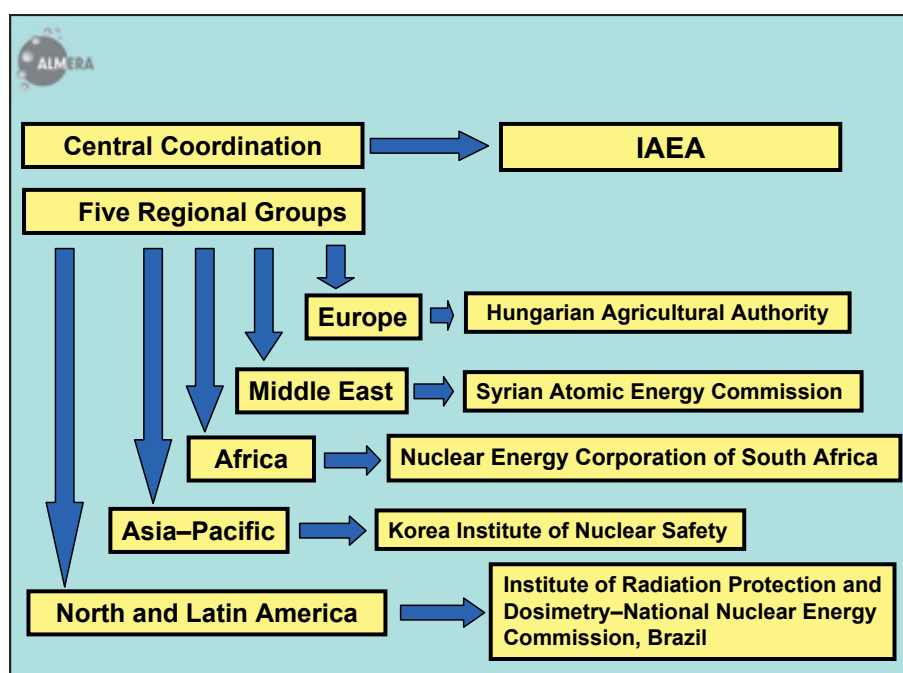 ALMERA
Central Coordination
IAEA
Five Regional Groups
Europe
Hungarian Agricultural Authority
Middle East
Syrian Atomic Energy Commission
Africa
Nuclear Energy Corporation of South Africa
Asia–Pacific
Korea Institute of Nuclear Safety
North and Latin America
Institute of Radiation Protection and
Dosimetry–National Nuclear Energy
Commission, Brazil